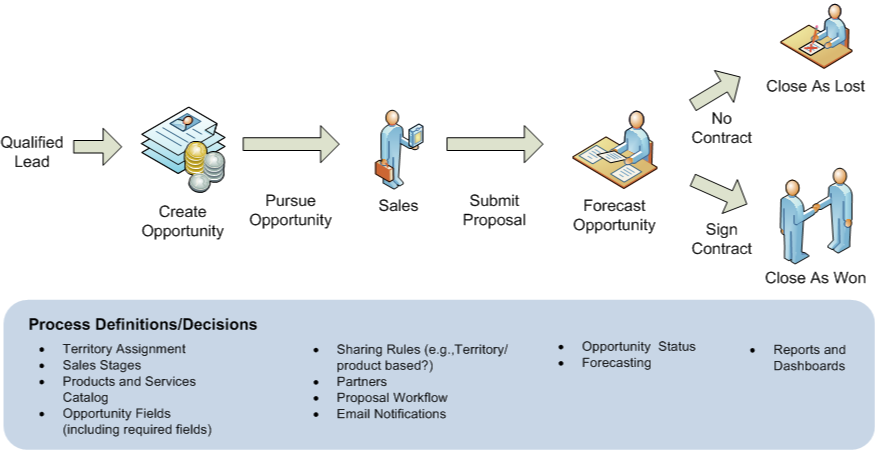 Qualified
Lead
Create
Opportunity
Pursue
Opportunity
Sales
Submit
Proposal
Forecast
Opportunity
No
Contract
Close As Lost
Sign
Contract
Close As Won
Process Definitions/Decisions
• Territory Assignment
• Sales Stages
• Products and Services
Catalog
• Opportunity Fields
(including required fields)
• Sharing Rules (e.g.,Territory/
product based?)
• Partners
• Proposal Workflow
• Email Notifications
• Opportunity Status
• Forecasting
• Reports and
Dashboards